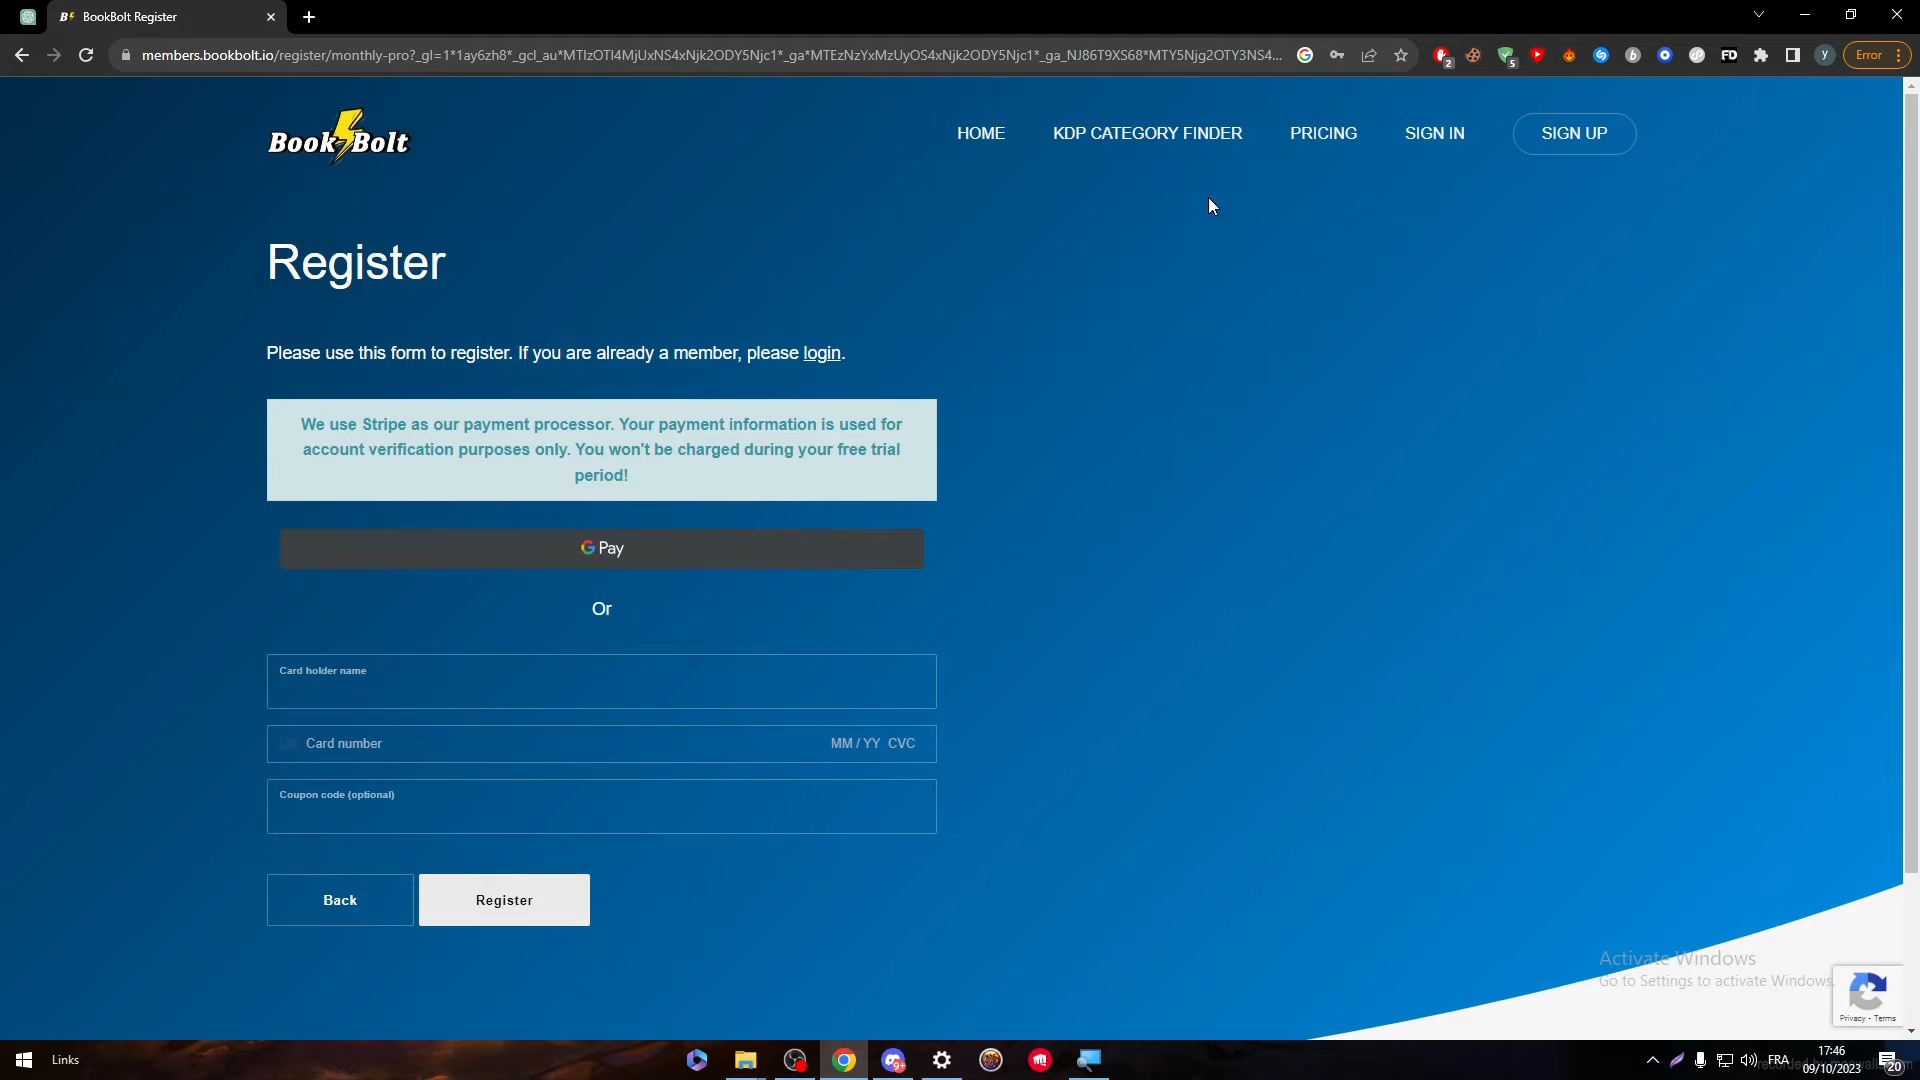 BookBolt Register
members.bookbolt.io/register/monthly-pro?_gl=1*1ay6zh8*_gcl_au*MTIzOTI4MjUxNS4xNjk2ODY5Njc1*_ga*MTEzNzYxMzUyOS4xNjk2ODY5Njc1*_ga_NJ86T9XS68*MTY5Njg2OTY3NS4...
2
5
FD
y
Error
Book Bolt
HOME
KDP CATEGORY FINDER
PRICING
SIGN IN
SIGN UP
Register
Please use this form to register. If you are already a member, please login.
We use Stripe as our payment processor. Your payment information is used for
account verification purposes only. You won't be charged during your free trial
period!
G Pay
Or
Card holder name
Card number
MM / YY CVC
Coupon code (optional)
Back
Register
Activate Windows
Go to Settings to activate Windows.
Privacy - Terms
Links
9+
FRA
17:46
09/10/2023
20